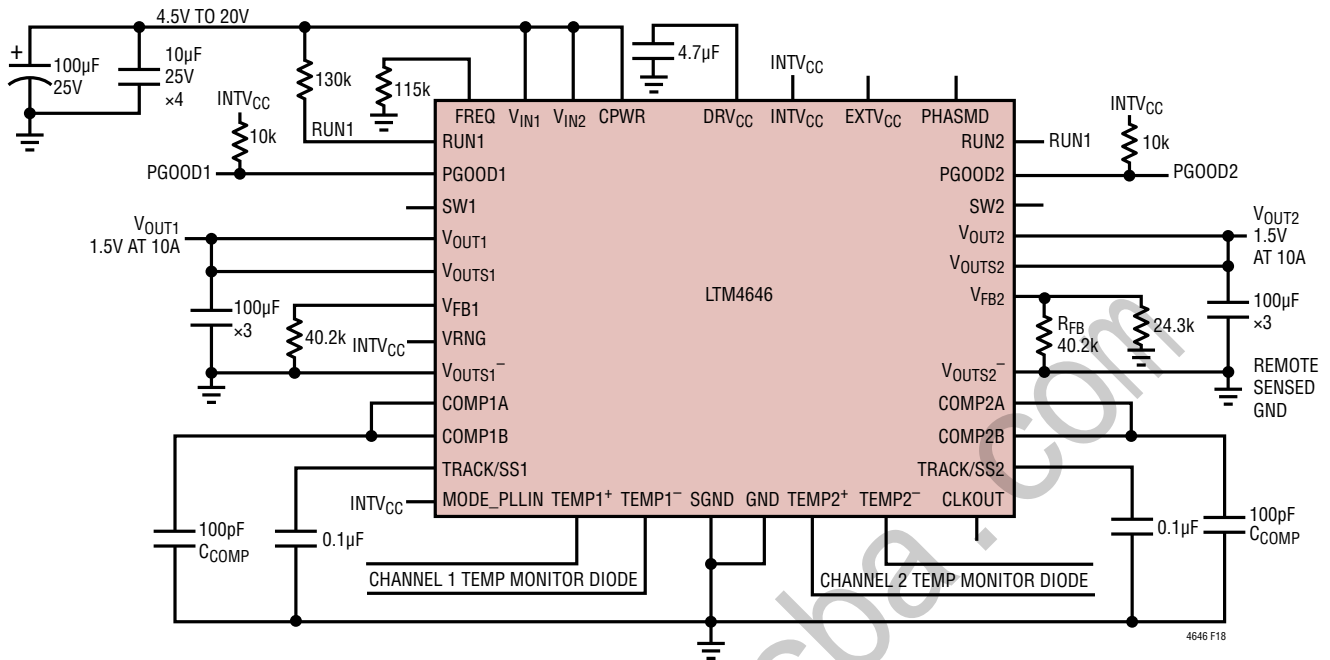 4.5V TO 20V
+
100µF
25V
10µF
25V
×4
130k
115k
4.7µF
INTVCC
INTVCC
10k
RUN1
PGOOD1
INTVCC
10k
RUN1
PGOOD2
FREQ VIN1 VIN2 CPWR DRVCC INTVCC EXTVCC PHASMD
RUN1
PGOOD1
SW1
VOUT1
VOUTS1
VFB1
VRNG
VOUTS1–
COMP1A
COMP1B
TRACK/SS1
MODE_PLLIN TEMP1+ TEMP1– SGND GND TEMP2+ TEMP2– CLKOUT
LTM4646
RUN2
PGOOD2
SW2
VOUT2
VOUTS2
VFB2
VOUTS2–
COMP2A
COMP2B
TRACK/SS2
VOUT1
1.5V AT 10A
100µF
×3
40.2k
INTVCC
VOUT2
1.5V
AT 10A
100µF
×3
RFB
40.2k
24.3k
REMOTE
SENSED
GND
INTVCC
100pF
CCOMP
0.1µF
0.1µF
100pF
CCOMP
CHANNEL 1 TEMP MONITOR DIODE
CHANNEL 2 TEMP MONITOR DIODE
4646 F18
cba.com